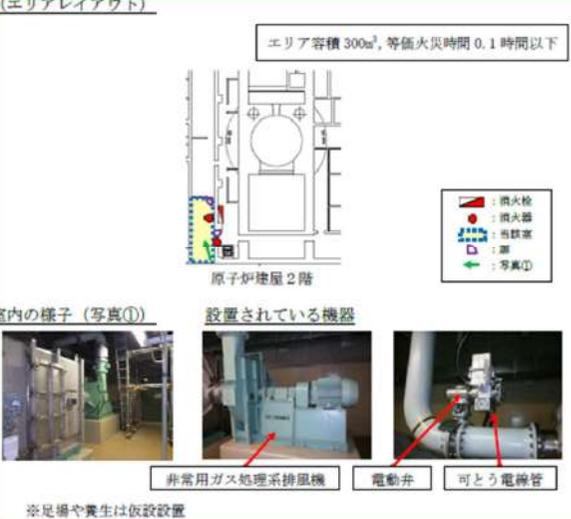 (エリアレイアウト)
エリア容積 300m³, 等価火災時間 0.1 時間以下
：消火栓
：消火器
：当該室
：扉
：写真①
原子炉建屋２階
室内の様子（写真①）
設置されている機器
非常用ガス処理系排風機
電動弁
可とう電線管
※足場や養生は仮設設置